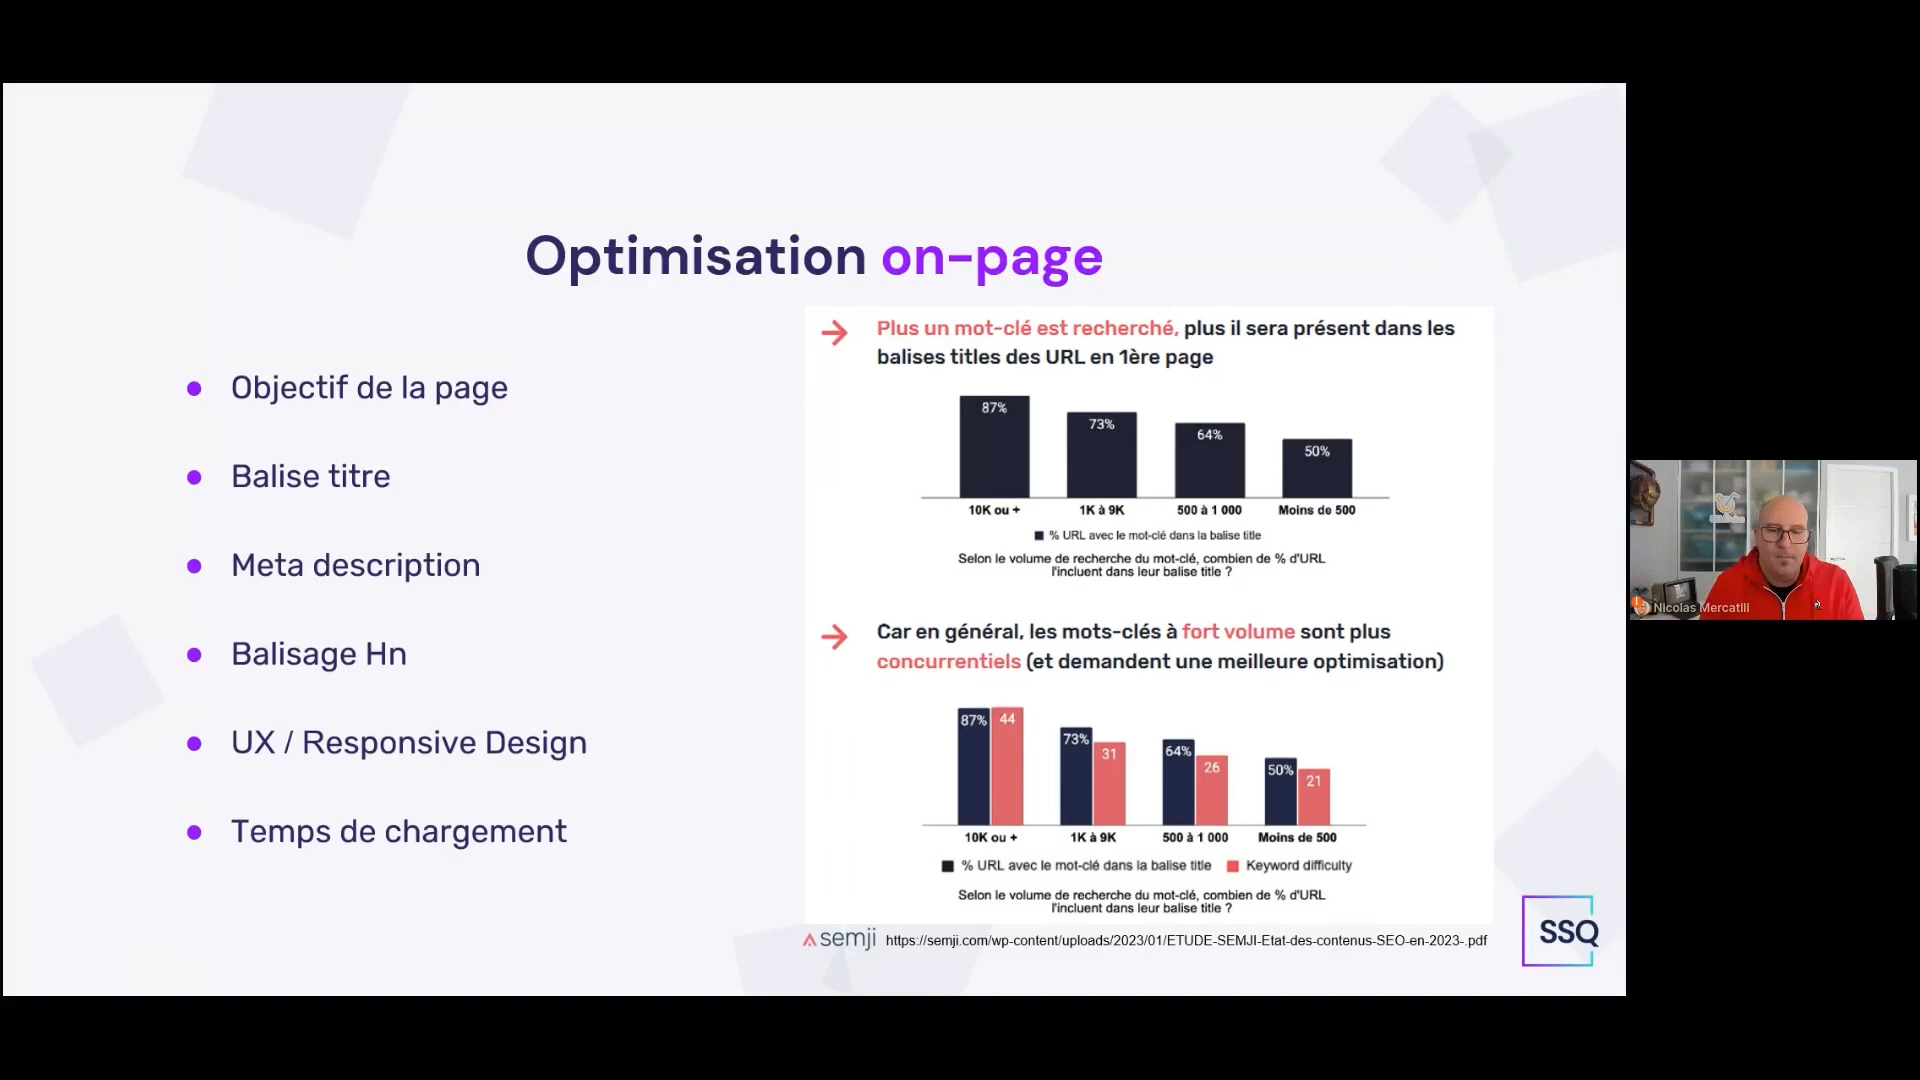 Optimisation on-page
Objectif de la page
Balise titre
Meta description
Balisage Hn
UX / Responsive Design
Temps de chargement
Plus un mot-clé est recherché, plus il sera présent dans les
balises titles des URL en 1ère page
87%
73%
64%
50%
10K ou +
1K à 9K
500 à 1 000
Moins de 500
% URL avec le mot-clé dans la balise title
Selon le volume de recherche du mot-clé, combien de % d'URL
l'incluent dans leur balise title ?
Car en général, les mots-clés à fort volume sont plus
concurrentiels (et demandent une meilleure optimisation)
87%
44
73%
31
64%
26
50%
21
10K ou +
1K à 9K
500 à 1 000
Moins de 500
% URL avec le mot-clé dans la balise title
Keyword difficulty
Selon le volume de recherche du mot-clé, combien de % d'URL
l'incluent dans leur balise title ?
semji
https://semji.com/wp-content/uploads/2023/01/ETUDE-SEMJI-Etat-des-contenus-SEO-en-2023-.pdf
SSQ
Nicolas Mercatili